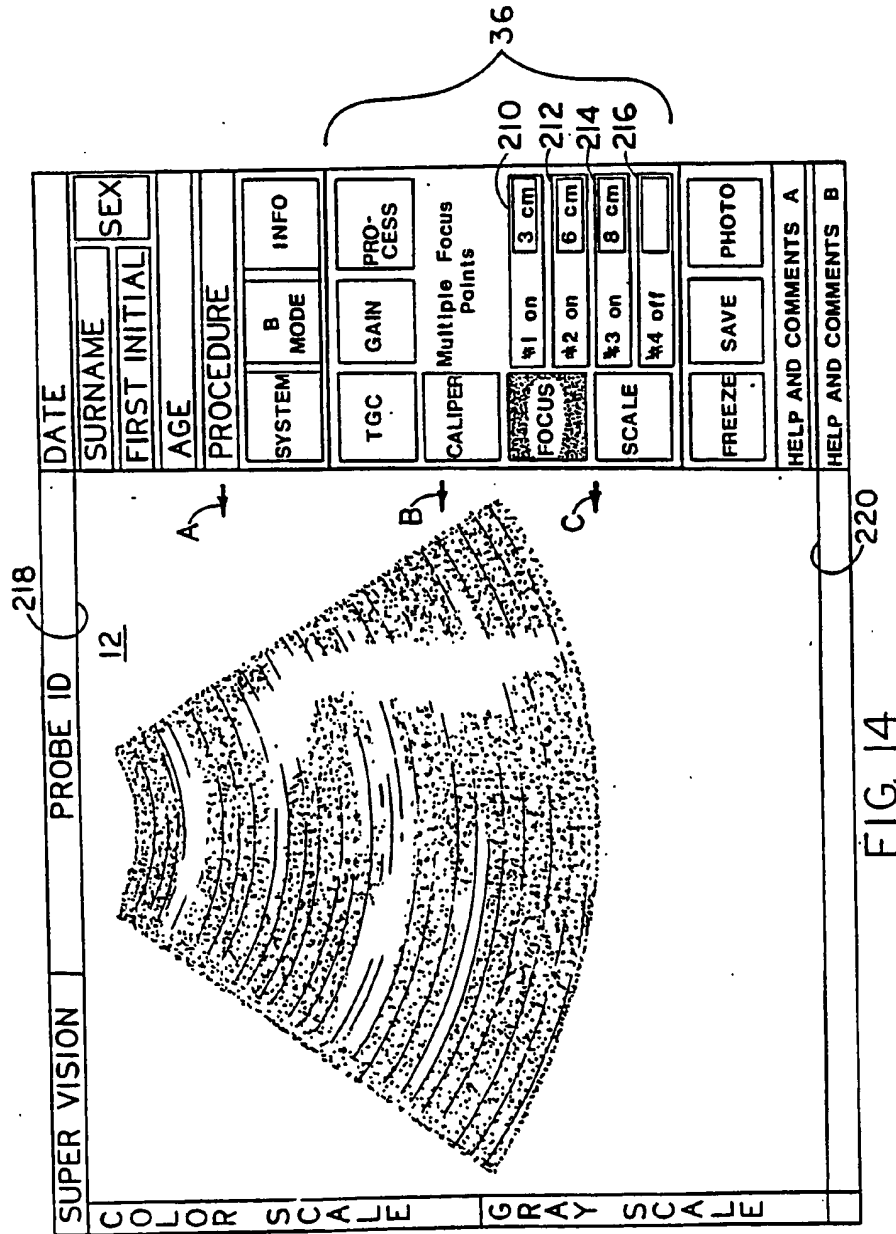 SUPER VISION
PROBE ID
218
DATE
SURNAME
SEX
FIRST INITIAL
AGE
PROCEDURE
SYSTEM
B MODE
INFO
TGC
GAIN
PRO-
CESS
CALIPER
Multiple Focus
Points
FOCUS
SCALE
#1 on 3 cm
#2 on 6 cm
#3 on 8 cm
#4 off
FREEZE
SAVE
PHOTO
HELP AND COMMENTS A
HELP AND COMMENTS B
COLOR SCALE
GRAY SCALE
12
A
B
C
36
210
212
214
216
220
FIG. 14